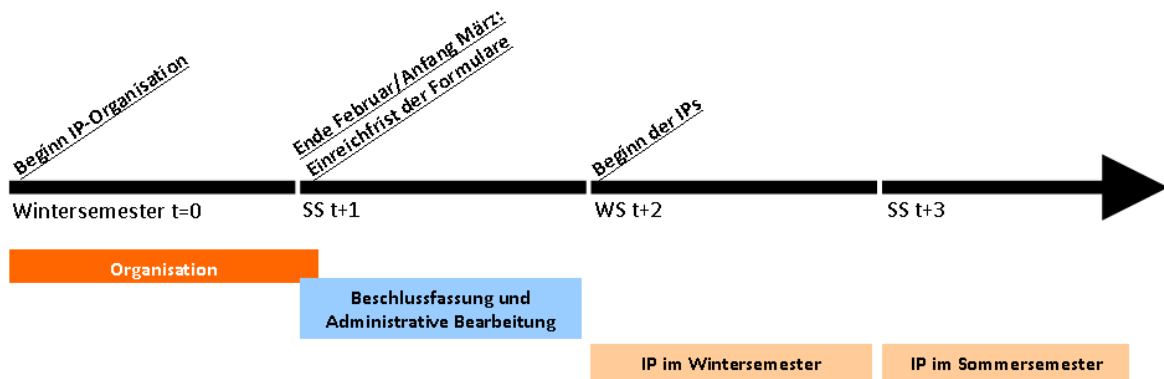 Beginn IP-Organisation
Ende Februar/Anfang März:
Einreichfrist der Formulare
Beginn der IPs
Wintersemester t=0
SS t+1
WS t+2
SS t+3
Organisation
Beschlussfassung und
Administrative Bearbeitung
IP im Wintersemester
IP im Sommersemester